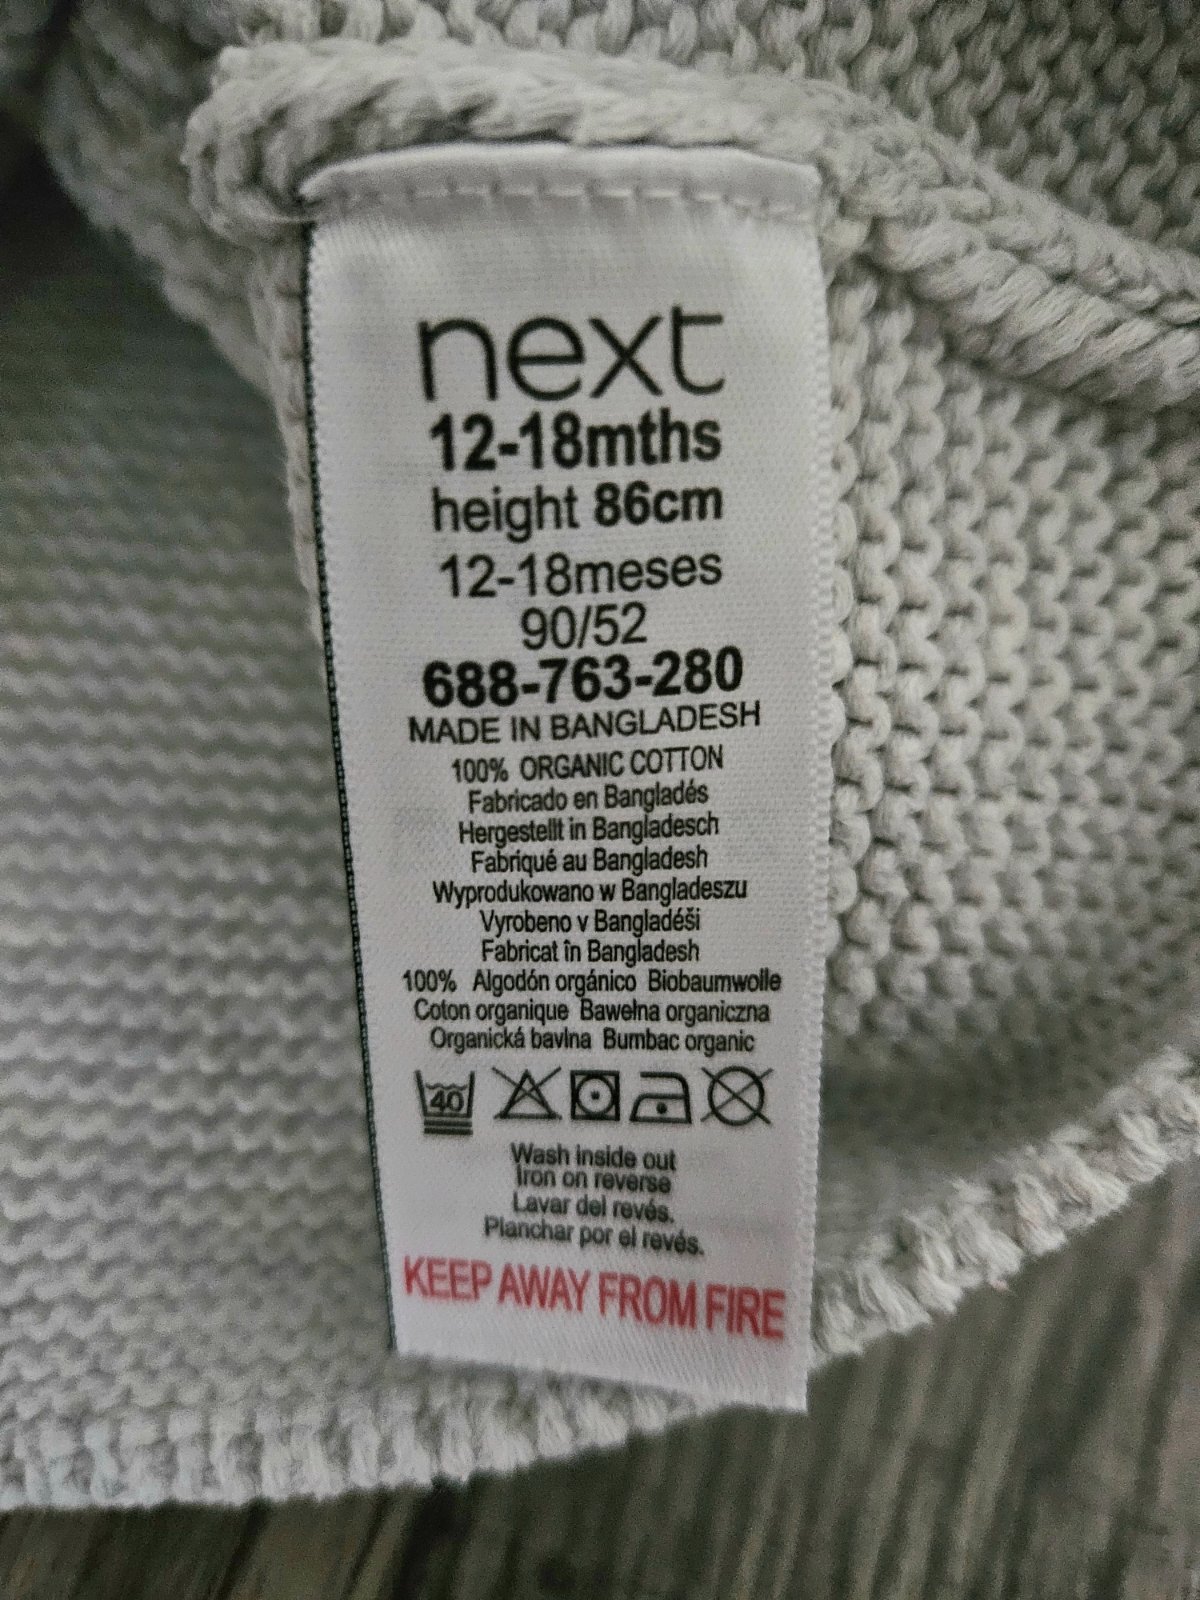 next
12-18mths
height 86cm
12-18meses
90/52
688-763-280
MADE IN BANGLADESH
100% ORGANIC COTTON
Fabricado en Bangladés
Hergestellt in Bangladesch
Fabriqué au Bangladesh
Wyprodukowano w Bangladeszu
Vyrobeno v Bangladéši
Fabricat în Bangladesh
100% Algodón orgánico Biobaumwolle
Coton organique Bawełna organiczna
Organická bavlna Bumbac organic
40
Wash inside out
Iron on reverse
Lavar del revés.
Planchar por el revés.
KEEP AWAY FROM FIRE